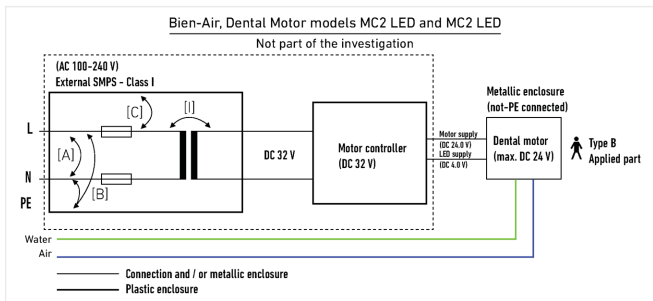 Bien-Air, Dental Motor models MC2 LED and MC2 LED
Not part of the investigation
(AC 100-240 V)
External SMPS - Class I
[C]
[I]
L
[A]
N
[B]
PE
DC 32 V
Motor controller
(DC 32 V)
Motor supply
(DC 24.0 V)
LED supply
(DC 4.0 V)
Metallic enclosure
(not-PE connected)
Dental motor
(max. DC 24 V)
Type B
Applied part
Water
Air
Connection and / or metallic enclosure
Plastic enclosure